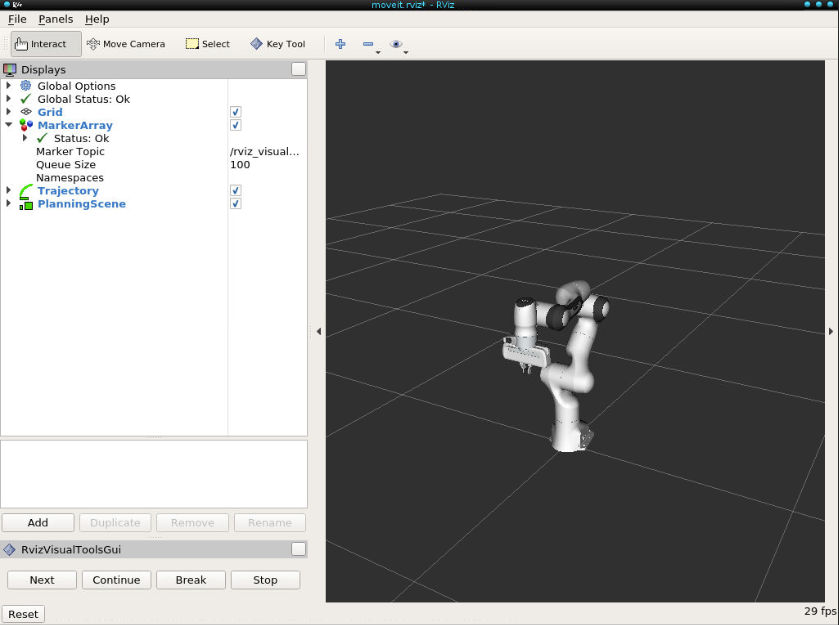 moveit.rviz* - RViz
File Panels Help
Interact Move Camera Select Key Tool
Displays
Global Options
Global Status: Ok
Grid
MarkerArray
Status: Ok
Marker Topic /rviz_visual...
Queue Size 100
Namespaces
Trajectory
PlanningScene
Add Duplicate Remove Rename
RvizVisualToolsGui
Next Continue Break Stop
Reset 29 fps